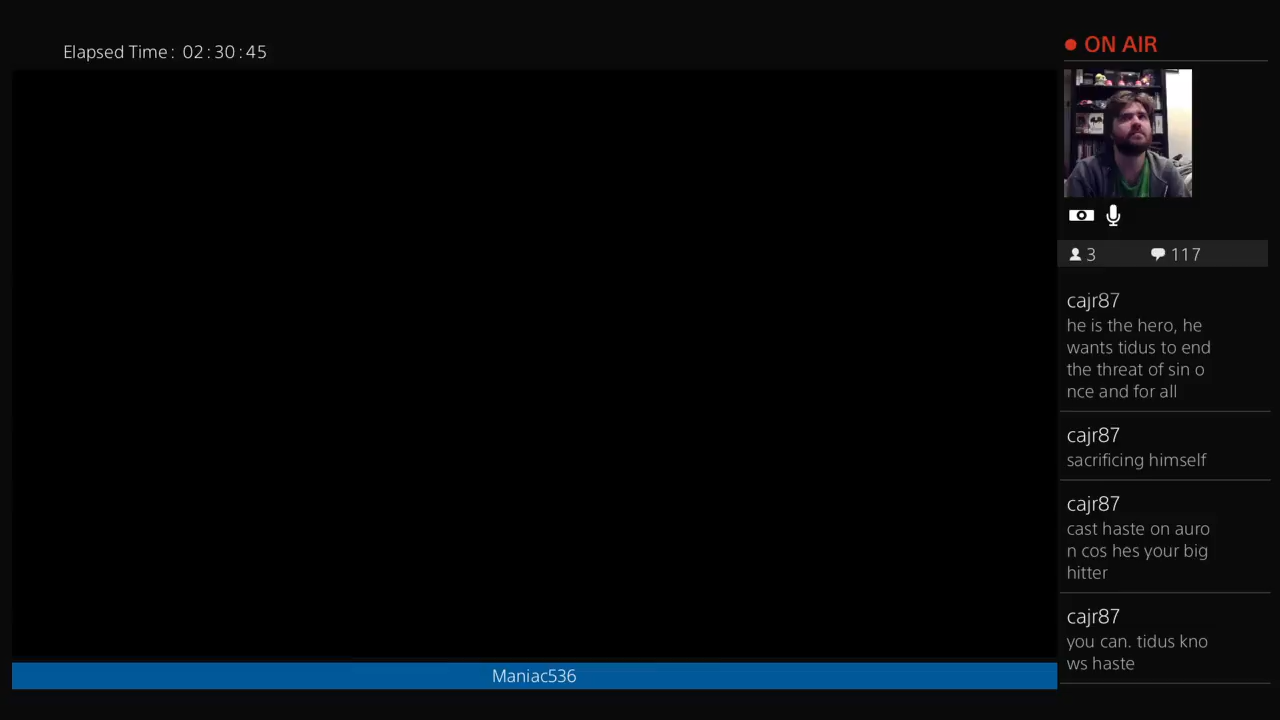 Elapsed Time: 02:30:45
ON AIR
3 117
cajr87
he is the hero, he
wants tidus to end
the threat of sin o
nce and for all
cajr87
sacrificing himself
cajr87
cast haste on auro
n cos hes your big
hitter
cajr87
you can. tidus kno
ws haste
Maniac536